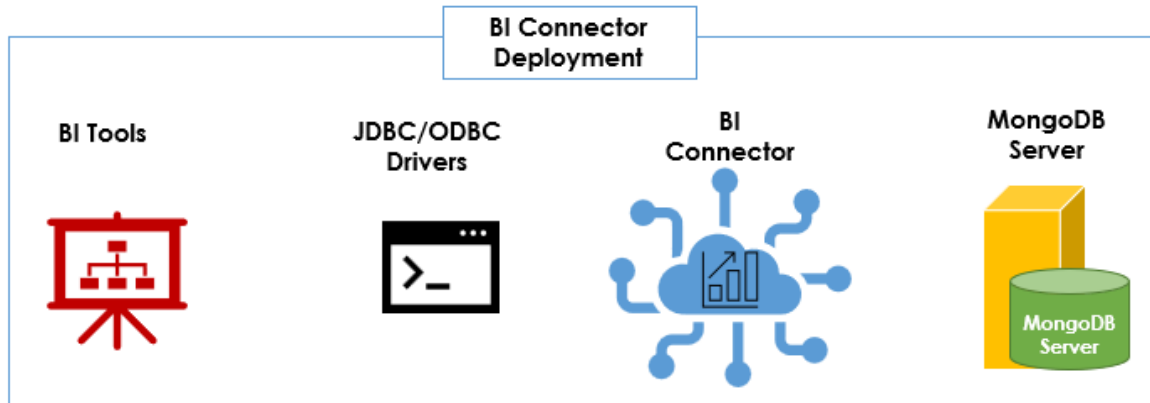 BI Connector
Deployment
BI Tools
JDBC/ODBC
Drivers
BI
Connector
MongoDB
Server
MongoDB
Server